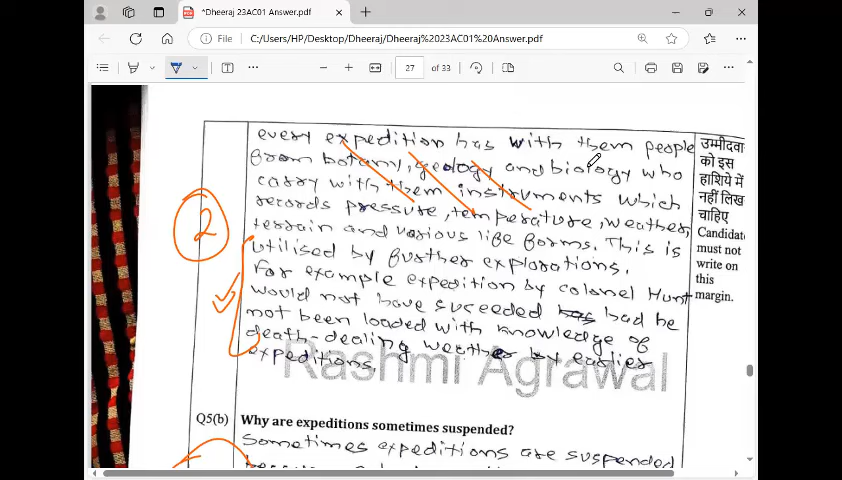 *Dheeraj 23AC01 Answer.pdf
File
C:/Users/HP/Desktop/Dheeraj/Dheeraj%2023AC01%20Answer.pdf
27 of 33
every expedition has with them people
from botany, geology and biology who
carry with them instruments which
records pressure, temperature, weather,
terrain and various life forms. This is
utilised by further explorations.
For example expedition by colonel Hunt
would not have succeeded has had he
not been loaded with knowledge of
death-dealing weather by earlier
expeditions.
2
उम्मीदवार
को इस
हाशिये में
नहीं लिख
चाहिए
Candidat
must not
write on
this
margin.
Rashmi Agrawal
Q5(b) Why are expeditions sometimes suspended?
Sometimes expeditions are suspended